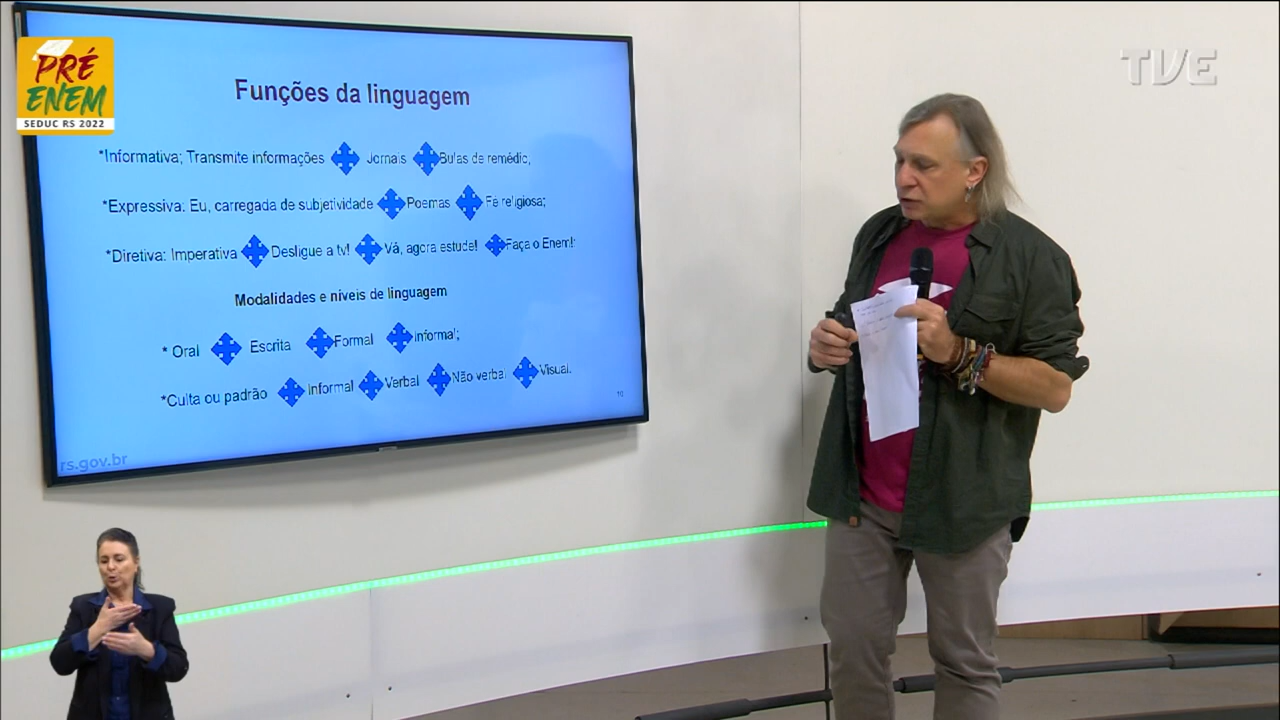 PRÉ
ENEM
SEDUC RS 2022
TVE
Funções da linguagem
*Informativa; Transmite informações Jornais Bulas de remédio,
*Expressiva: Eu, carregada de subjetividade Poemas Fe religiosa;
*Diretiva: Imperativa Desligue a tv! Vá, agora estude! Faça o Enem!
Modalidades e níveis de linguagem
* Oral Escrita Formal Informal;
*Culta ou padrão Informal Verbal Não verbal Visual.
10
rs.gov.br